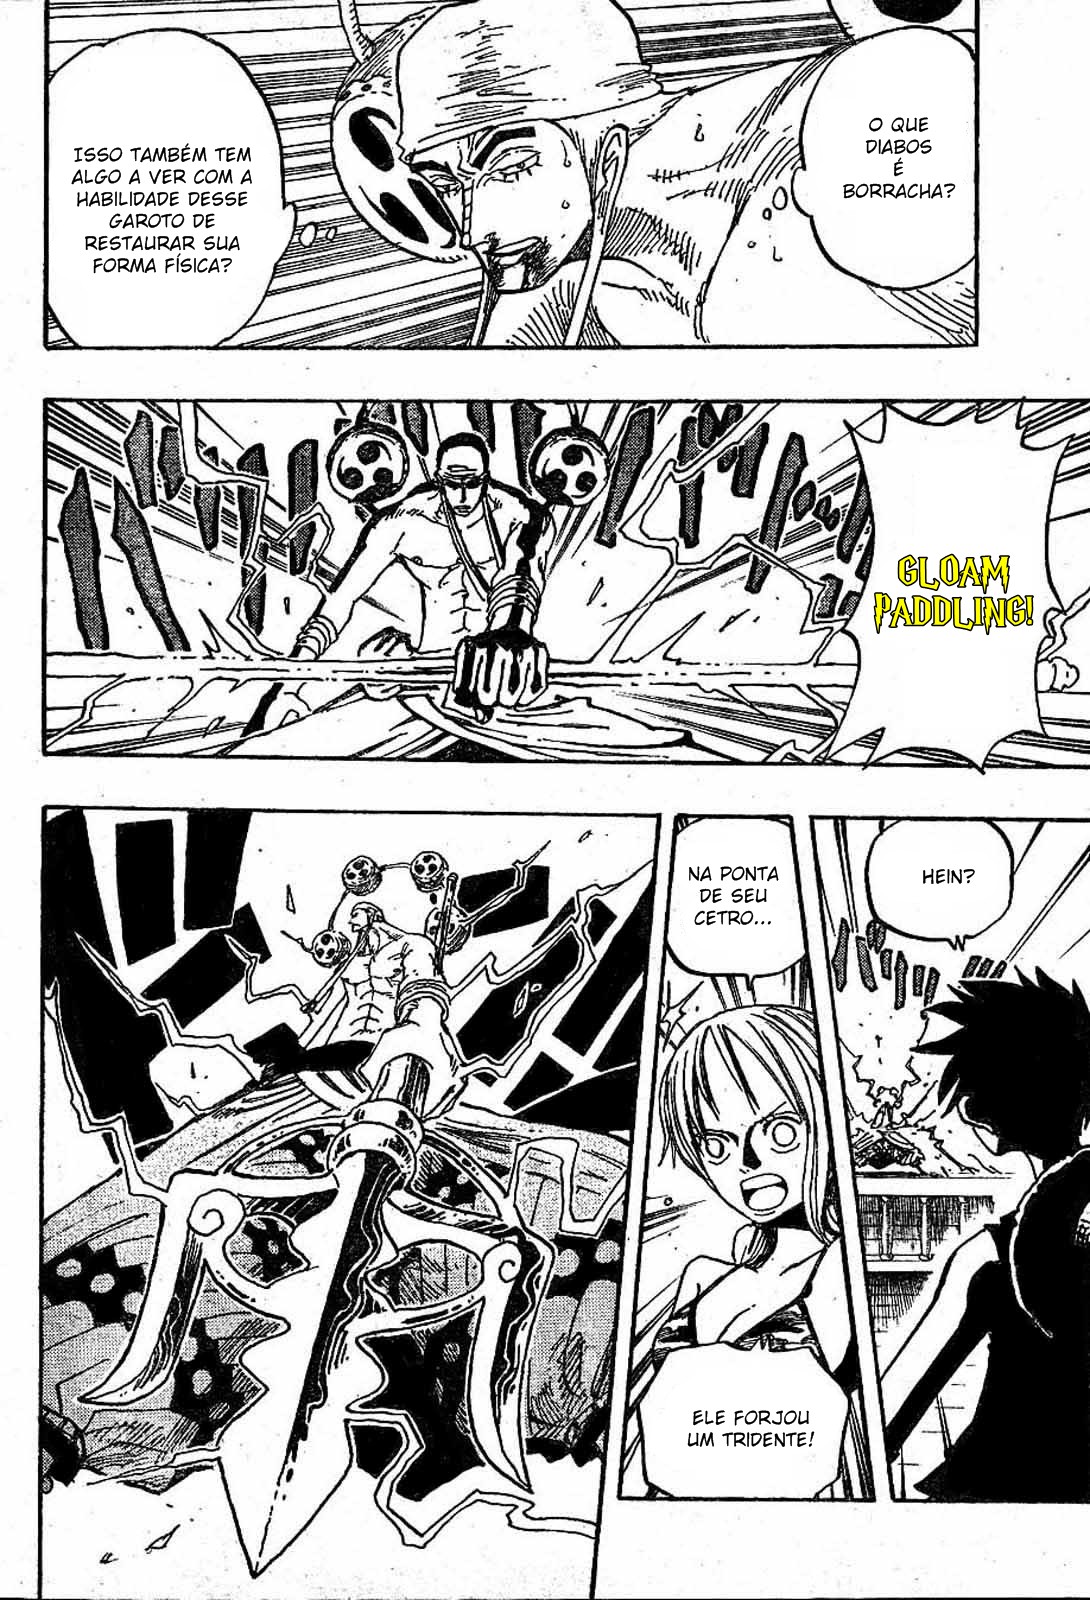 O QUE
DIABOS
É
BORRACHA?
ISSO TAMBÉM TEM
ALGO A VER COM A
HABILIDADE DESSE
GAROTO DE
RESTAURAR SUA
FORMA FÍSICA?
GLOAM
PADDLING!
HEIN?
NA PONTA
DE SEU
CETRO...
ELE FORJOU
UM TRIDENTE!